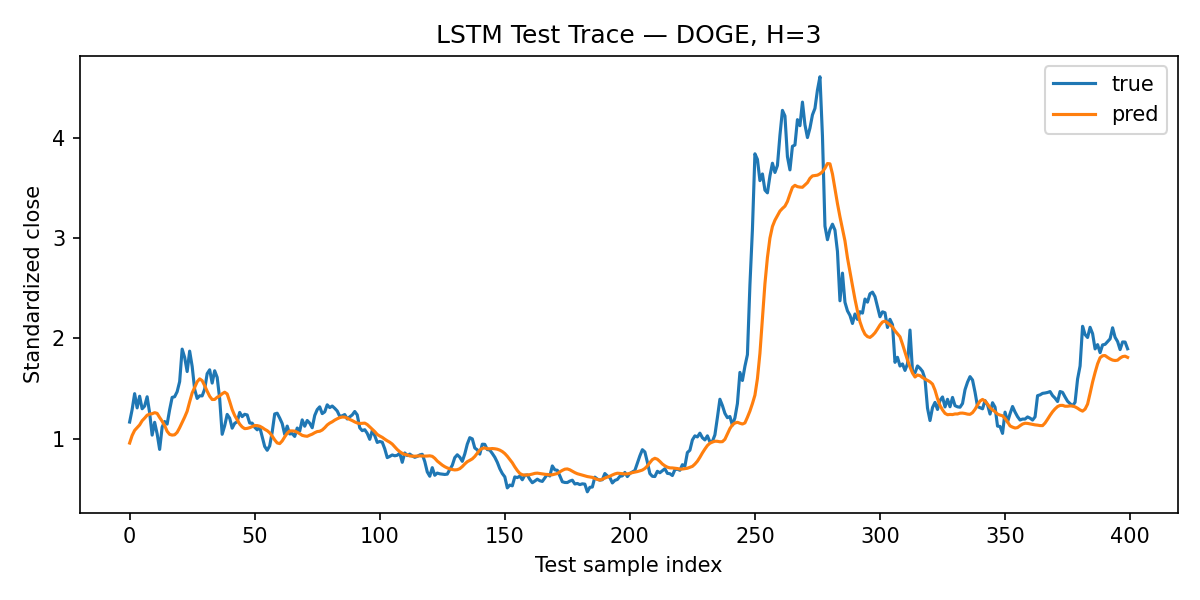 LSTM Test Trace — DOGE, H=3
true
pred
Standardized close
4
3
2
1
0 50 100 150 200 250 300 350 400
Test sample index